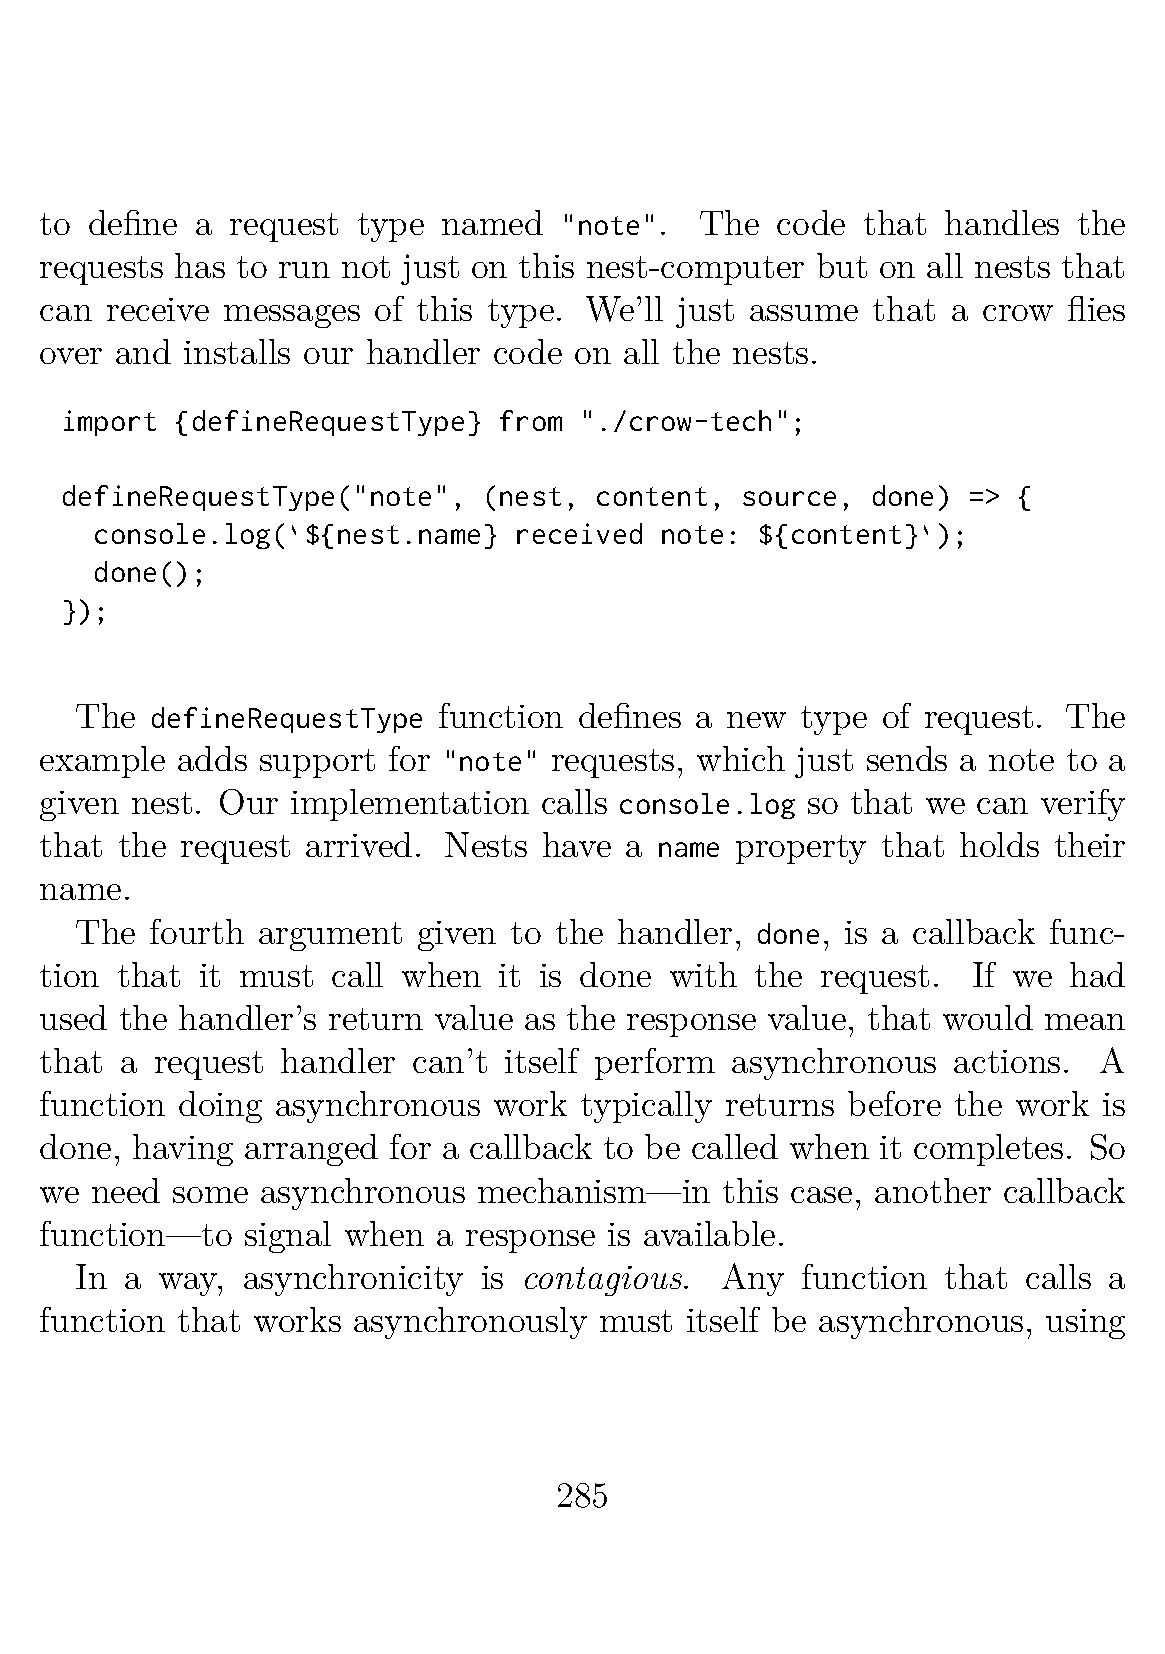 to define a request type named "note". The code that handles the
requests has to run not just on this nest-computer but on all nests that
can receive messages of this type. We'll just assume that a crow flies
over and installs our handler code on all the nests.
import {defineRequestType} from "./crow-tech";
defineRequestType("note", (nest, content, source, done) => {
  console.log(`${nest.name} received note: ${content}`);
  done();
});
The defineRequestType function defines a new type of request. The
example adds support for "note" requests, which just sends a note to a
given nest. Our implementation calls console.log so that we can verify
that the request arrived. Nests have a name property that holds their
name.
The fourth argument given to the handler, done, is a callback func-
tion that it must call when it is done with the request. If we had
used the handler's return value as the response value, that would mean
that a request handler can't itself perform asynchronous actions. A
function doing asynchronous work typically returns before the work is
done, having arranged for a callback to be called when it completes. So
we need some asynchronous mechanism—in this case, another callback
function—to signal when a response is available.
In a way, asynchronicity is contagious. Any function that calls a
function that works asynchronously must itself be asynchronous, using
285